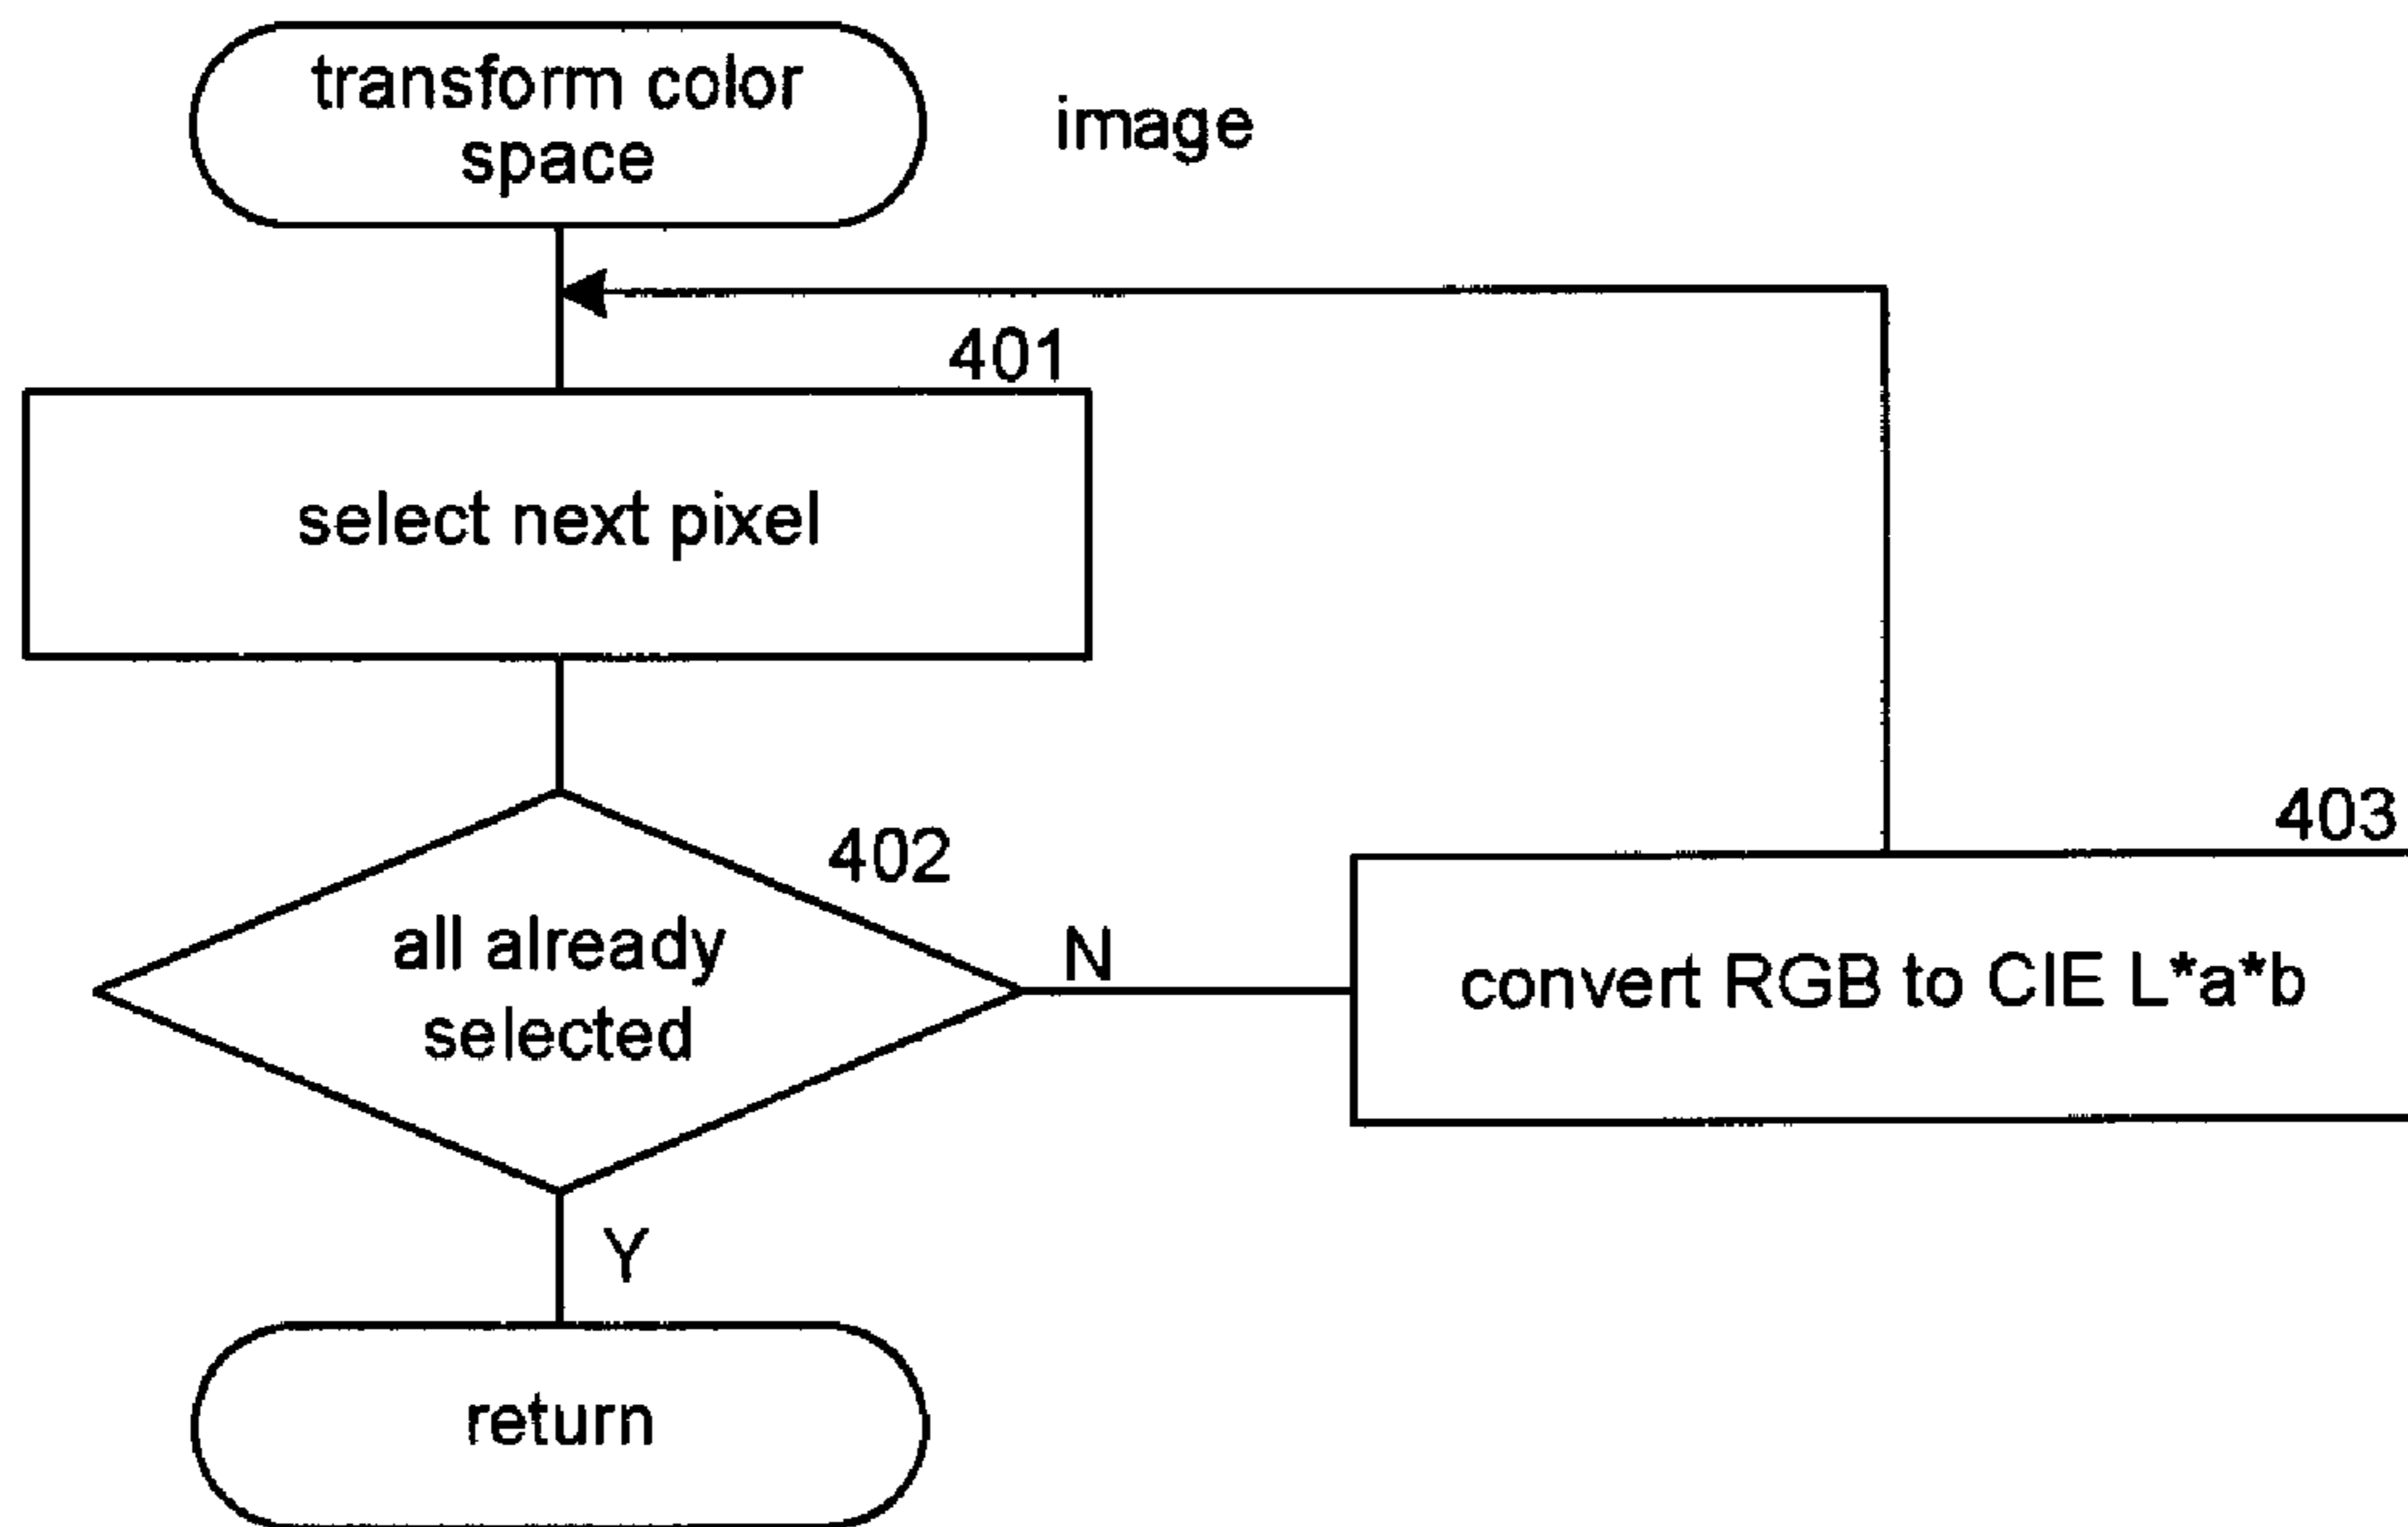 transform color
space
image
401
select next pixel
402
all already
selected
N
403
convert RGB to CIE L*a*b
Y
return